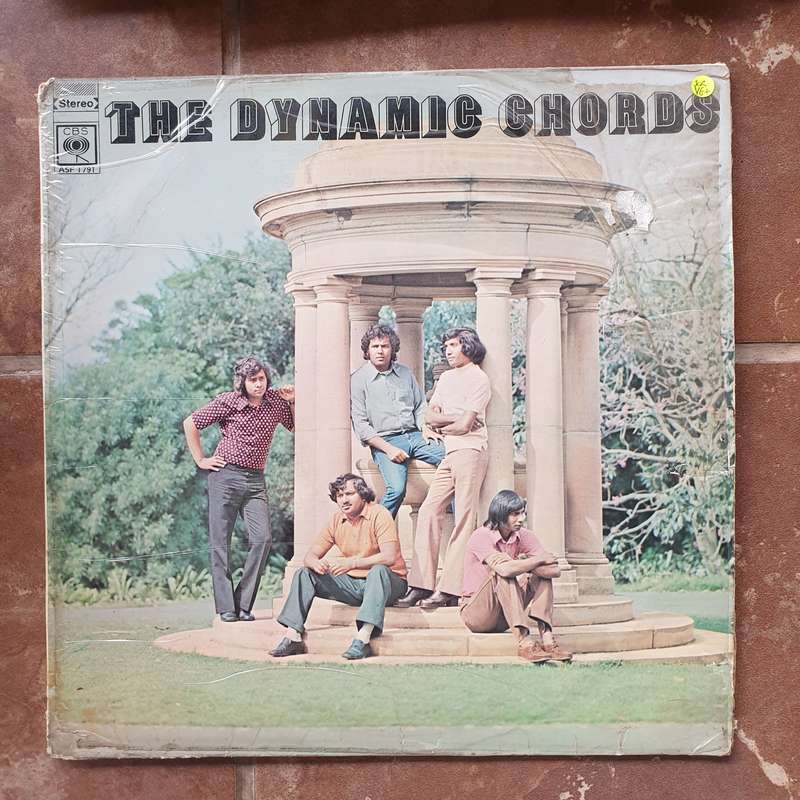 Stereo
THE DYNAMIC CHORDS
CBS
ASF 1791